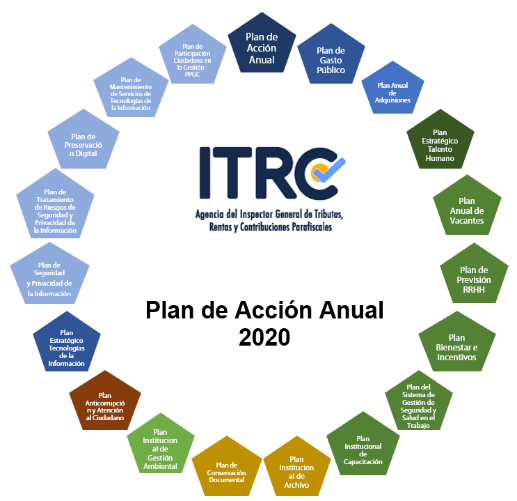 Plan de
Acción
Anual
Plan de
Gasto
Público
Plan Anual
de
Adquisiones
Plan
Estratégico
Talento
Humano
Plan
Anual de
Vacantes
Plan de
Previsión
RRHH
Plan
Bienestar e
Incentivos
Plan del
Sistema de
Gestión de
Seguridad y
Salud en el
Trabajo
Plan
Institucional
de
Capacitación
Plan
Institucion
al de
Archivo
Plan de
Conservación
Documental
Plan
Institucion
al de
Gestión
Ambiental
Plan
Anticorrupció
n y Atención
al Ciudadano
Plan
Estratégico
Tecnologías
de la
Información
Plan de
Seguridad
y Privacidad de
la Información
Plan de
Tratamiento
de Riesgos de
Seguridad y
Privacidad de
la Información
Plan de
Preservació
n Digital
Plan de
Mantenimiento
de Servicios de
Tecnologías de
la Información
Plan de
Participación
Ciudadana en
la Gestión -
PPGC
ITRC
Agencia del Inspector General de Tributos,
Rentas y Contribuciones Parafiscales
Plan de Acción Anual
2020